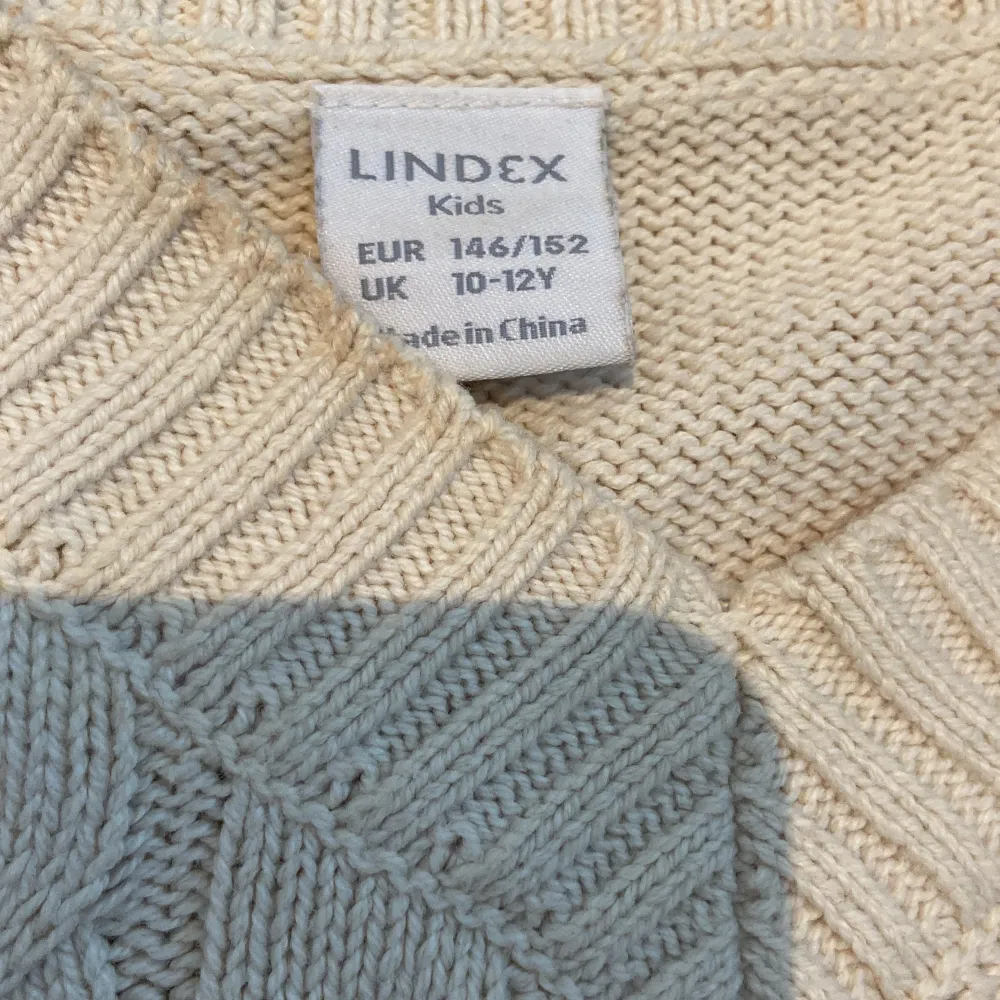 LINDEX
Kids
EUR 146/152
UK 10-12Y
Made in China